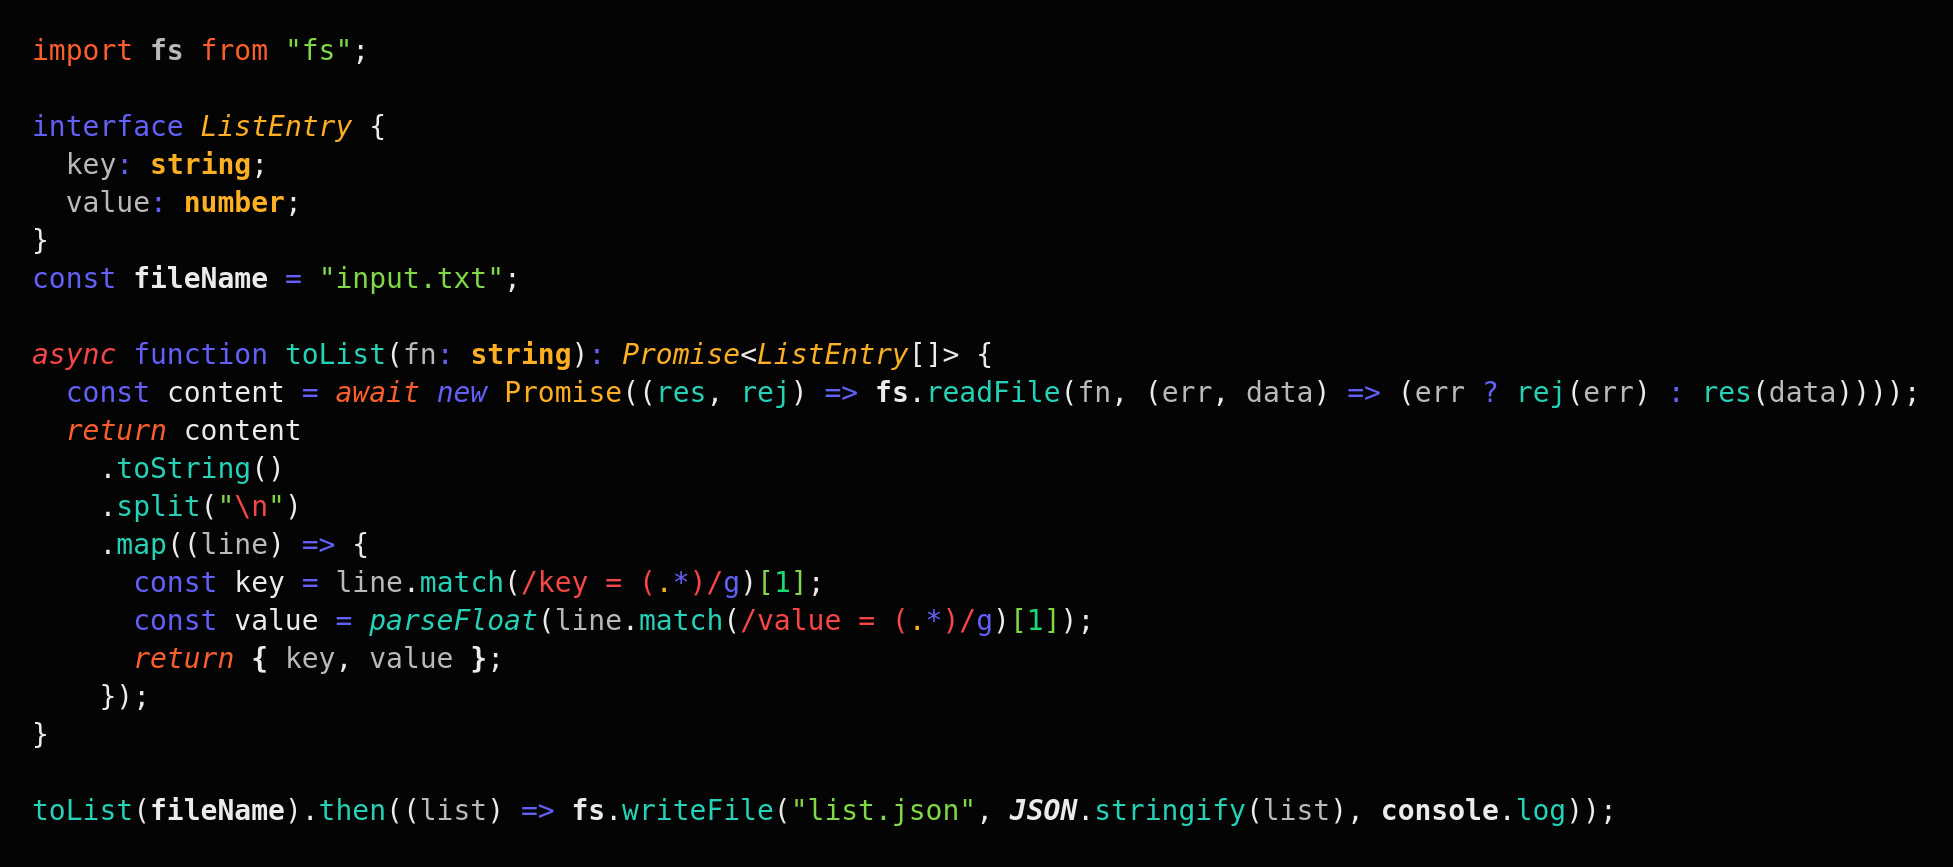 import fs from "fs";

interface ListEntry {
  key: string;
  value: number;
}
const fileName = "input.txt";

async function toList(fn: string): Promise<ListEntry[]> {
  const content = await new Promise((res, rej) => fs.readFile(fn, (err, data) => (err ? rej(err) : res(data))));
  return content
    .toString()
    .split("\n")
    .map((line) => {
      const key = line.match(/key = (.*)/g)[1];
      const value = parseFloat(line.match(/value = (.*)/g)[1]);
      return { key, value };
    });
}

toList(fileName).then((list) => fs.writeFile("list.json", JSON.stringify(list), console.log));